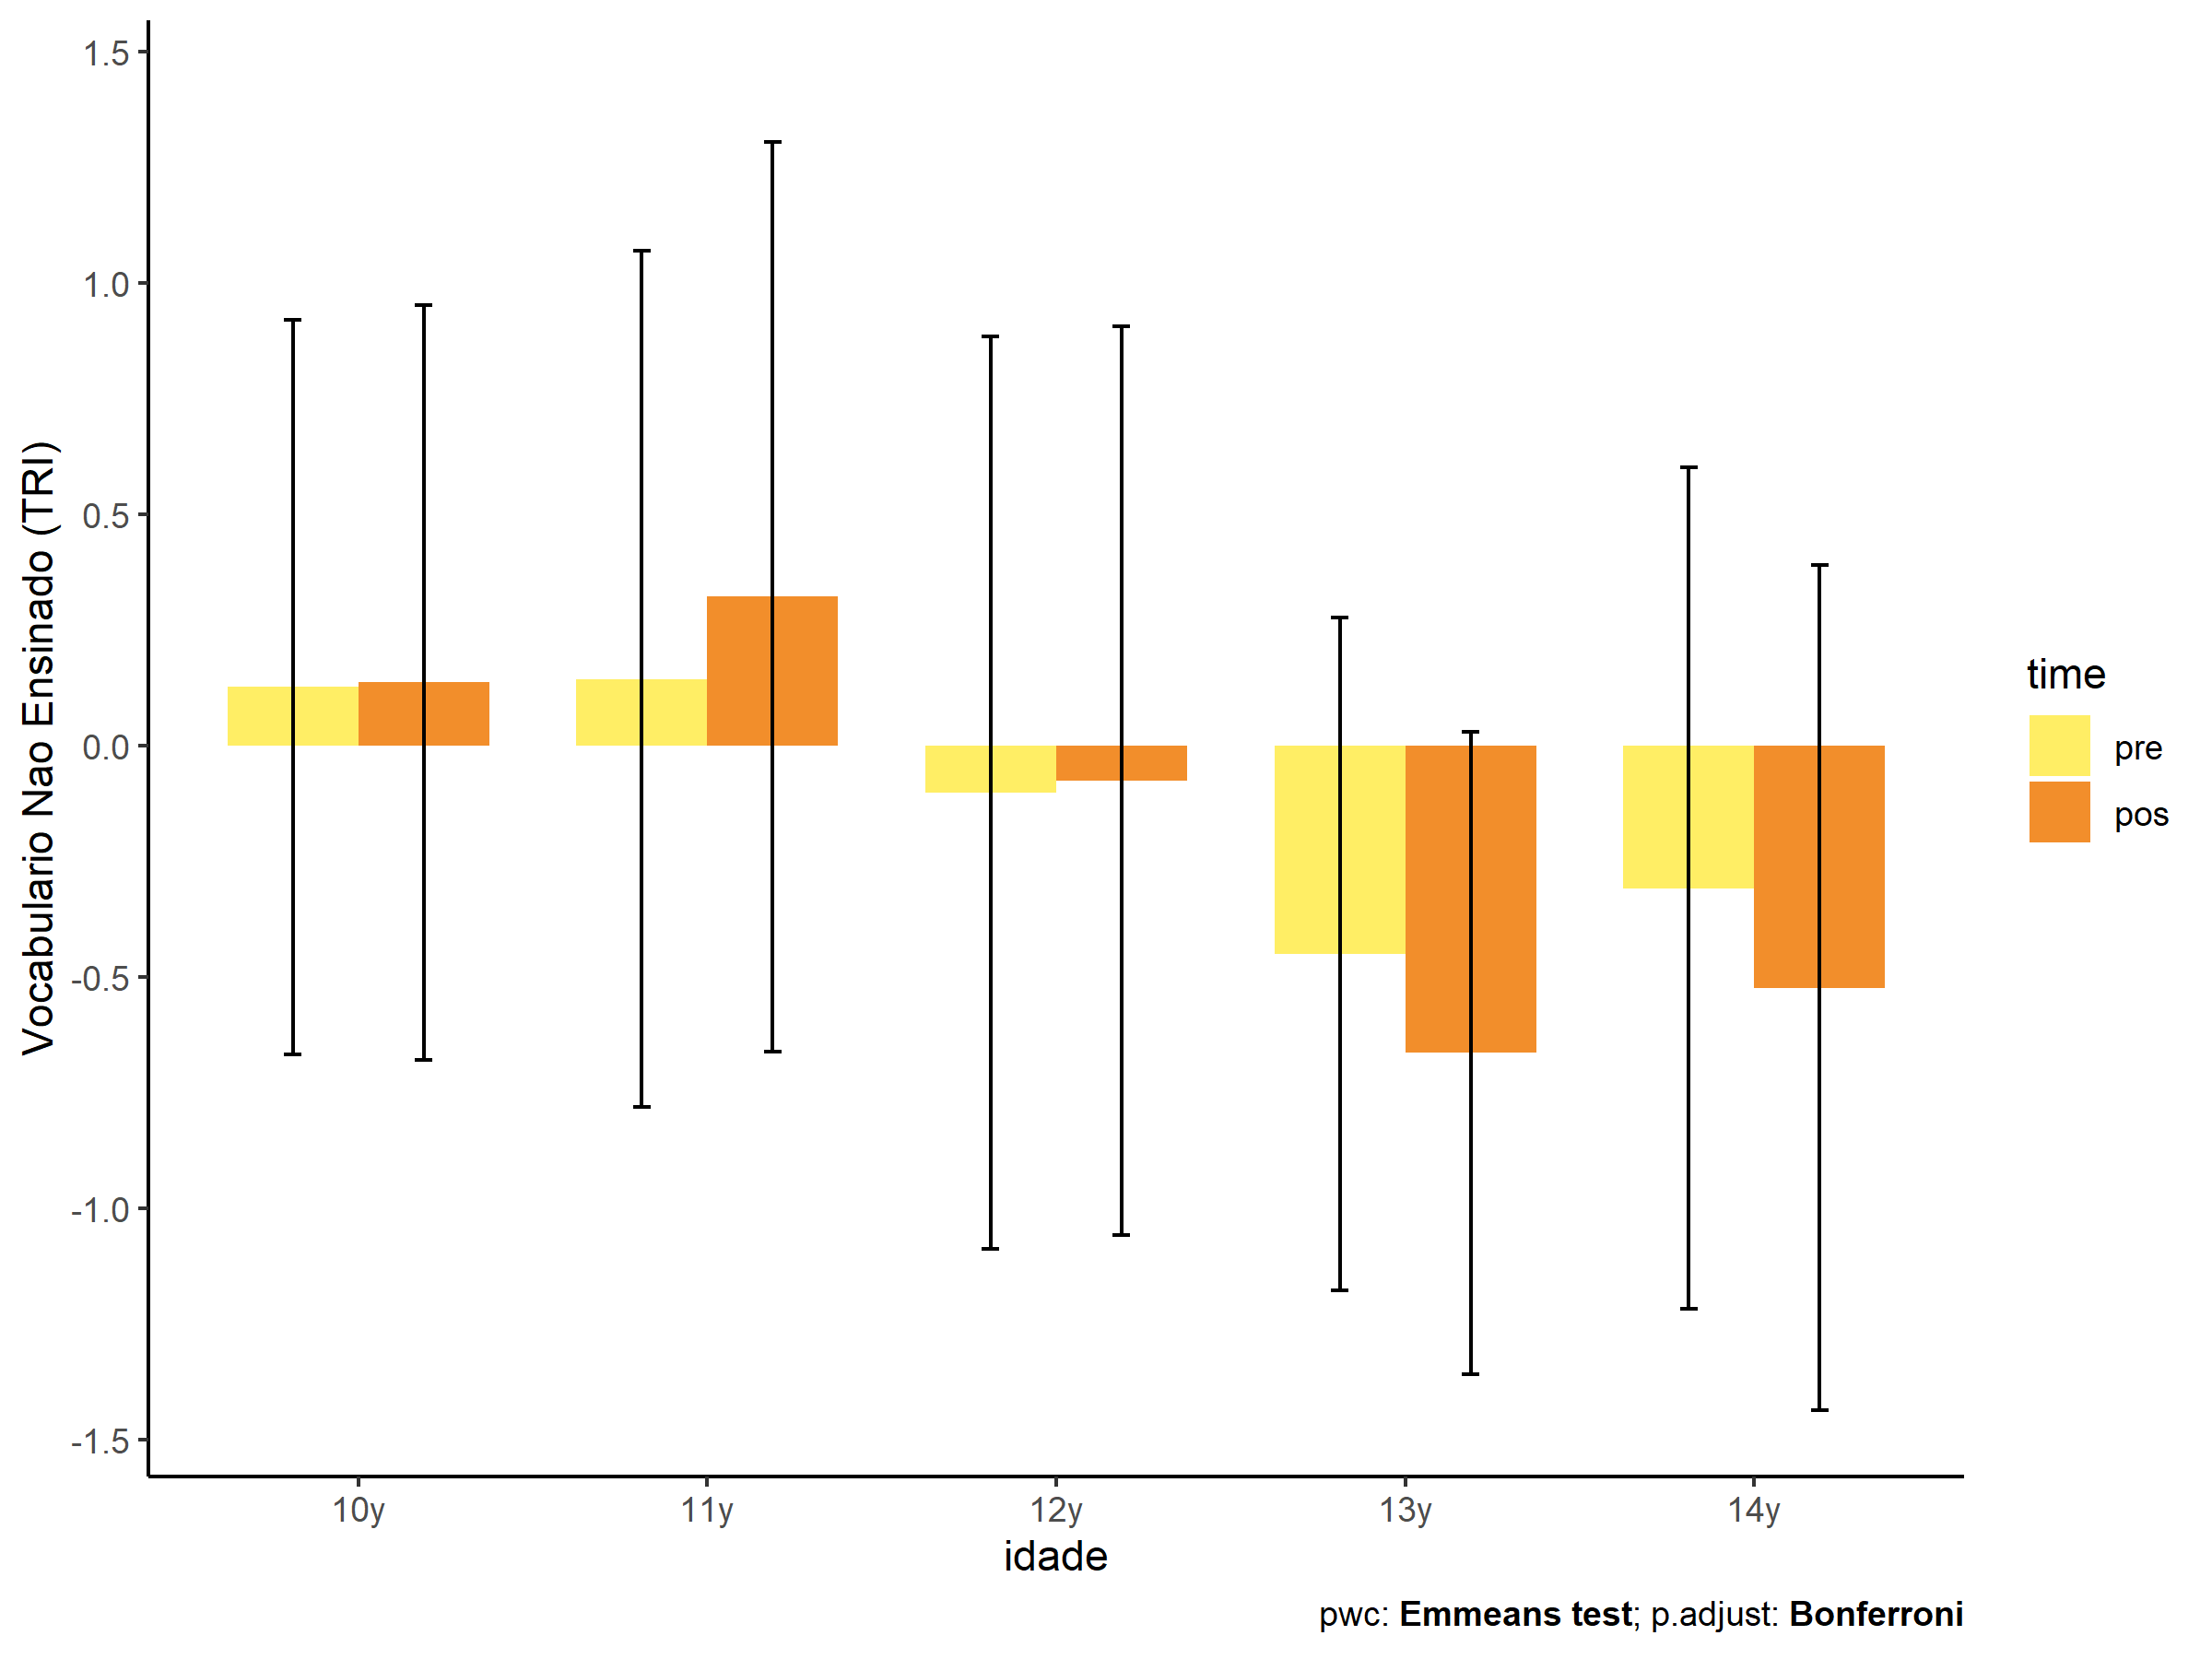 Vocabulario Nao Ensinado (TRI)
1.5
1.0
0.5
0.0
-0.5
-1.0
-1.5
10y 11y 12y 13y 14y
idade
time
pre
pos
pwc: Emmeans test; p.adjust: Bonferroni